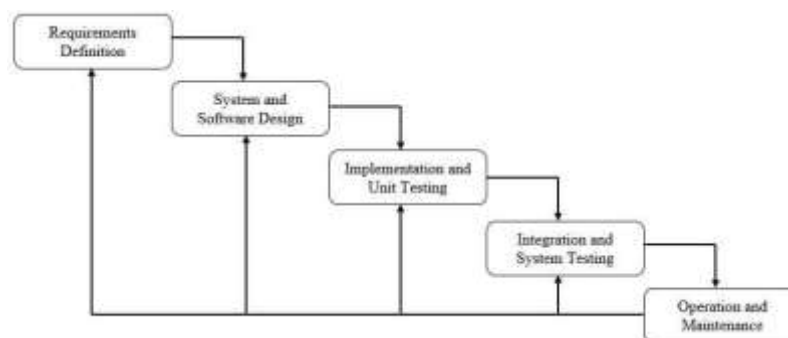 Requirements
Definition
System and
Software Design
Implementation and
Unit Testing
Integration and
System Testing
Operation and
Maintenance